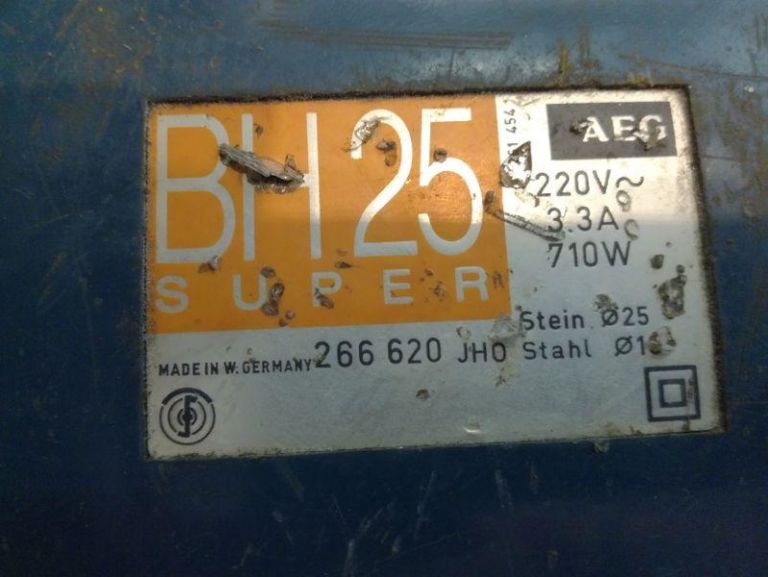 BH 25
SUPER
AEG
220V~
3.3A
710W
Stein Ø25
MADE IN W. GERMANY 266 620 JHO Stahl